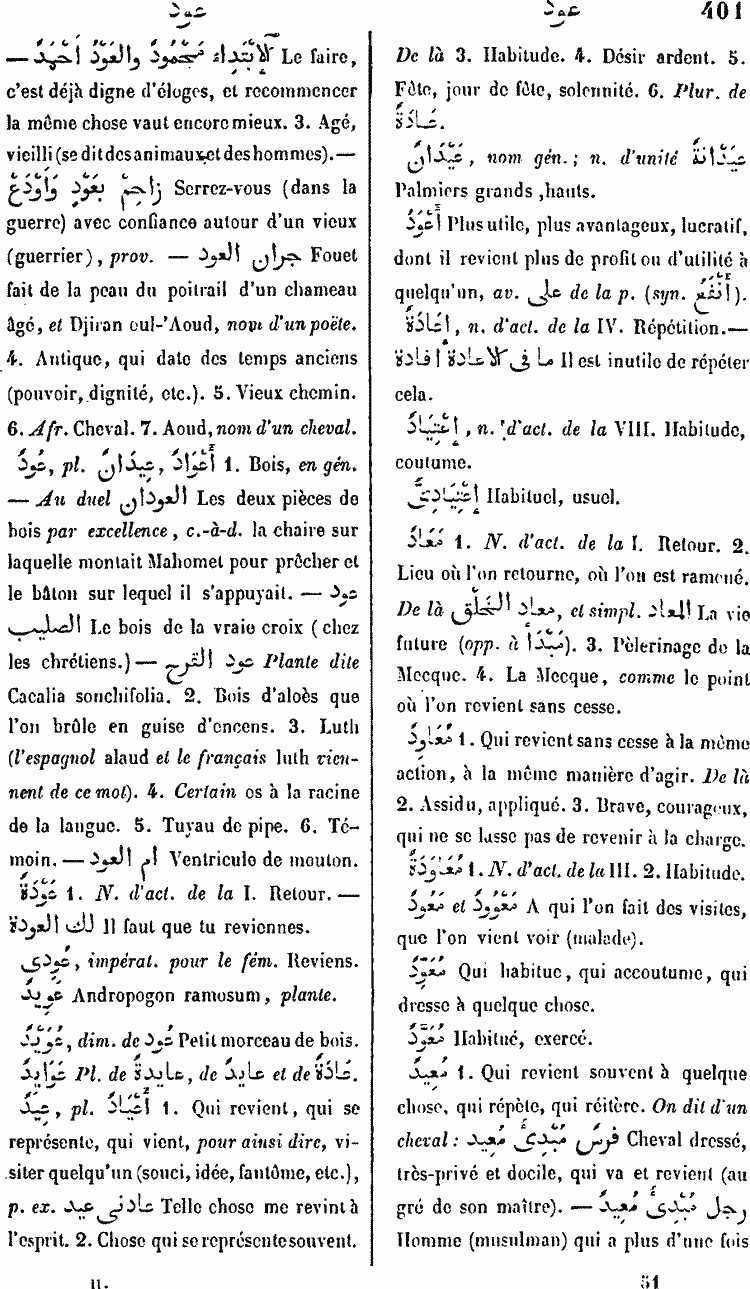 عود
عود
401
— أَلاِبْتِدَاء مَحْمُودٌ والعَوْدُ أَحْمَدُ Le faire,
c'est déjà digne d'éloges, et recommencer
la même chose vaut encore mieux. 3. Agé,
vieilli (se dit des animaux et des hommes). —
زَاحِمْ بِعَوْدٍ وَأَوْدَعْ Serrez-vous (dans la
guerre) avec confiance autour d'un vieux
(guerrier), prov. — جران العود Fouet
fait de la peau du poitrail d'un chameau
âgé, et Djiran oul-'Aoud, nom d'un poëte.
4. Antique, qui date des temps anciens
(pouvoir, dignité, etc.). 5. Vieux chemin.
6. Afr. Cheval. 7. Aoud, nom d'un cheval.
عُودٌ, pl. عِيدَانٌ, أَعْوَادٌ 1. Bois, en gén.
— Au duel العودان Les deux pièces de
bois par excellence, c.-à-d. la chaire sur
laquelle montait Mahomet pour prêcher et
le bâton sur lequel il s'appuyait. — عود
الصليب Le bois de la vraie croix (chez
les chrétiens.) — عود القرح Plante dite
Cacalia sonchifolia. 2. Bois d'aloès que
l'on brûle en guise d'encens. 3. Luth
(l'espagnol alaud et le français luth vien-
nent de ce mot). 4. Certain os à la racine
de la langue. 5. Tuyau de pipe. 6. Té-
moin. — ام العود Ventricule de mouton.
عَوْدَةٌ 1. N. d'act. de la I. Retour. —
لك العودة Il faut que tu reviennes.
عُودِى, impérat. pour le fém. Reviens.
عَوِيدٌ Andropogon ramosum, plante.
عُوَيْدٌ, dim. de عُود Petit morceau de bois.
عَوَايِدُ Pl. de عايدة, de عايدٌ et de عَادَةٌ.
عِيدٌ, pl. أَعْيَادٌ 1. Qui revient, qui se
représente, qui vient, pour ainsi dire, vi-
siter quelqu'un (souci, idée, fantôme, etc.),
p. ex. عادنى عيد Telle chose me revint à
l'esprit. 2. Chose qui se représente souvent.
II.
De là 3. Habitude. 4. Désir ardent. 5.
Fête, jour de fête, solennité. 6. Plur. de
عَادَةٌ.
عَيْدَانٌ, nom gén.; n. d'unité عَيْدَانَةٌ
Palmiers grands, hauts.
أَعْوَدُ Plus utile, plus avantageux, lucratif,
dont il revient plus de profit ou d'utilité à
quelqu'un, av. على de la p. (syn. أَنْفَعُ).
إِعَادَةٌ, n. d'act. de la IV. Répétition. —
ما فى الاعادة افادة Il est inutile de répéter
cela.
إِعْتِيَادٌ, n. d'act. de la VIII. Habitude,
coutume.
إِعْتِيَادِىٌّ Habituel, usuel.
مَعَادٌ 1. N. d'act. de la I. Retour. 2.
Lieu où l'on retourne, où l'on est ramené.
De là معاد الخَلْق, et simpl. المعاد La vie
future (opp. à مَبْدَأ). 3. Pèlerinage de la
Mecque. 4. La Mecque, comme le point
où l'on revient sans cesse.
مُعَاوِدٌ 1. Qui revient sans cesse à la même
action, à la même manière d'agir. De là
2. Assidu, appliqué. 3. Brave, courageux,
qui ne se lasse pas de revenir à la charge.
مُعَاوَدَةٌ 1. N. d'act. de la III. 2. Habitude.
مَعُودٌ et مَعْوُودٌ A qui l'on fait des visites,
que l'on vient voir (malade).
مُعَوِّدٌ Qui habitue, qui accoutume, qui
dresse à quelque chose.
مُعَوَّدٌ Habitué, exercé.
مُعِيدٌ 1. Qui revient souvent à quelque
chose, qui répète, qui réitère. On dit d'un
cheval : فَرَسٌ مُبْدِىٌٔ مُعِيد Cheval dressé,
très-privé et docile, qui va et revient (au
gré de son maître). — رجل مُبْدِىٌٔ مُعِيدٌ
Homme (musulman) qui a plus d'une fois
51